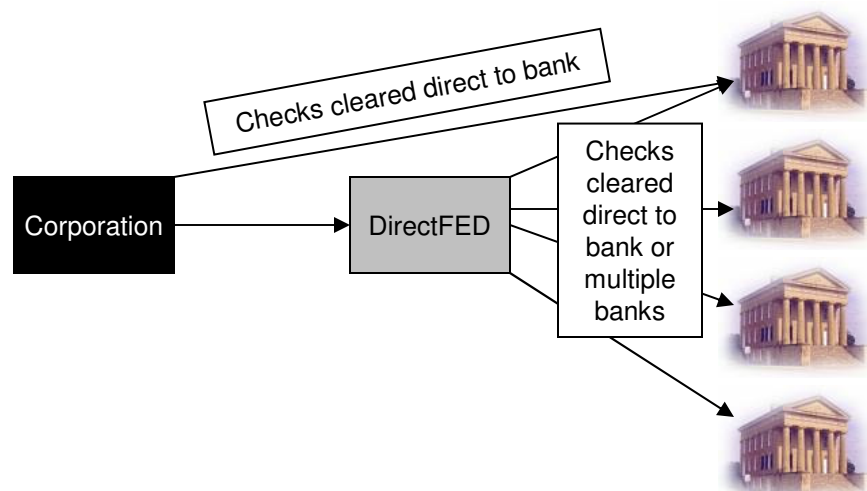 Checks cleared direct to bank
Corporation
DirectFED
Checks
cleared
direct to
bank or
multiple
banks